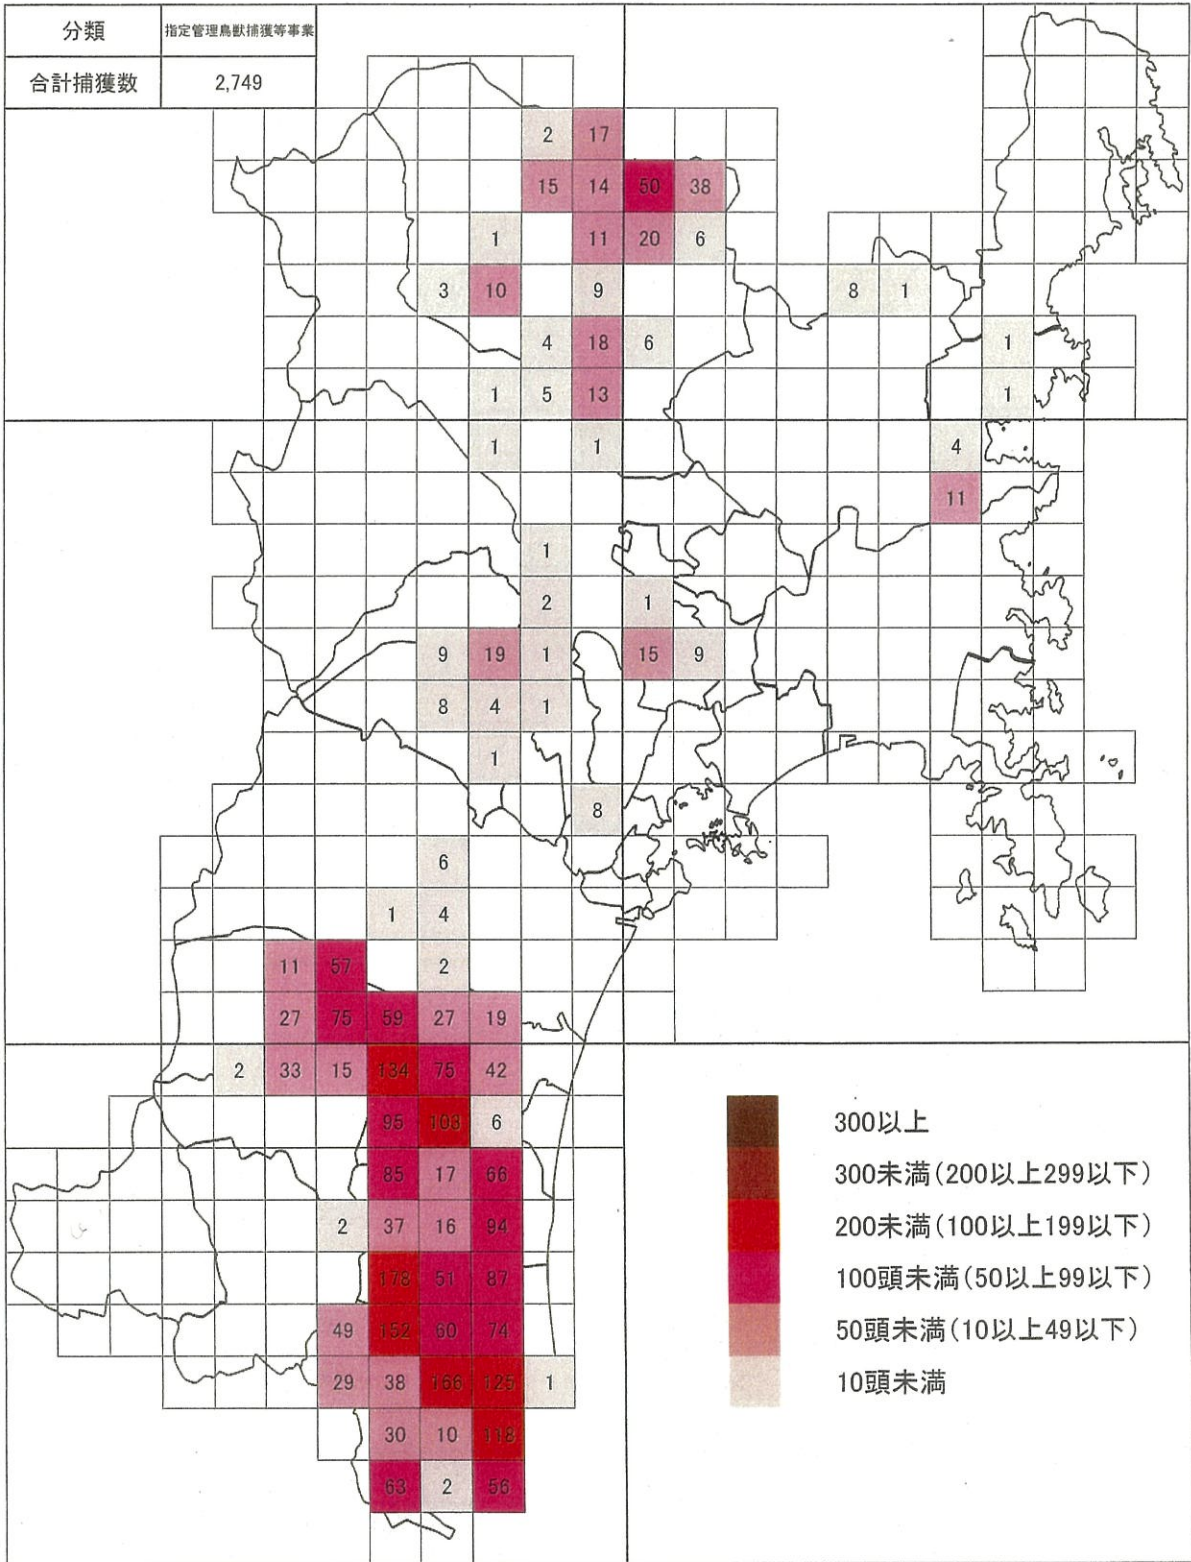 分類 指定管理鳥獣捕獲等事業
合計捕獲数 2,749
2 17
15 14 50 38
1 11 20 6
3 10 9 8 1
4 18 6 1
1 5 13 1
1 1 4
11
1
2 1
9 19 1 15 9
8 4 1
1
8
6
1 4
11 57 2
27 75 59 27 19
2 33 15 134 75 42
95 103 6
85 17 66
2 37 16 94
178 51 87
49 152 60 74
29 38 166 125 1
30 10 118
63 2 56
300以上
300未満(200以上299以下)
200未満(100以上199以下)
100頭未満(50以上99以下)
50頭未満(10以上49以下)
10頭未満